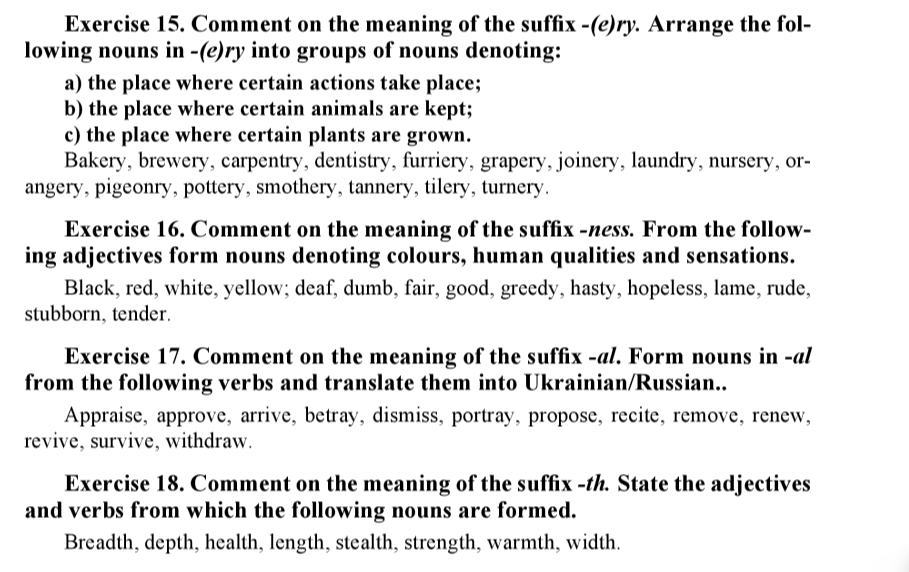 Exercise 15. Comment on the meaning of the suffix -(e)ry. Arrange the fol-
lowing nouns in -(e)ry into groups of nouns denoting:
a) the place where certain actions take place;
b) the place where certain animals are kept;
c) the place where certain plants are grown.
Bakery, brewery, carpentry, dentistry, furriery, grapery, joinery, laundry, nursery, or-
angery, pigeonry, pottery, smothery, tannery, tilery, turnery.
Exercise 16. Comment on the meaning of the suffix -ness. From the follow-
ing adjectives form nouns denoting colours, human qualities and sensations.
Black, red, white, yellow; deaf, dumb, fair, good, greedy, hasty, hopeless, lame, rude,
stubborn, tender.
Exercise 17. Comment on the meaning of the suffix -al. Form nouns in -al
from the following verbs and translate them into Ukrainian/Russian..
Appraise, approve, arrive, betray, dismiss, portray, propose, recite, remove, renew,
revive, survive, withdraw.
Exercise 18. Comment on the meaning of the suffix -th. State the adjectives
and verbs from which the following nouns are formed.
Breadth, depth, health, length, stealth, strength, warmth, width.